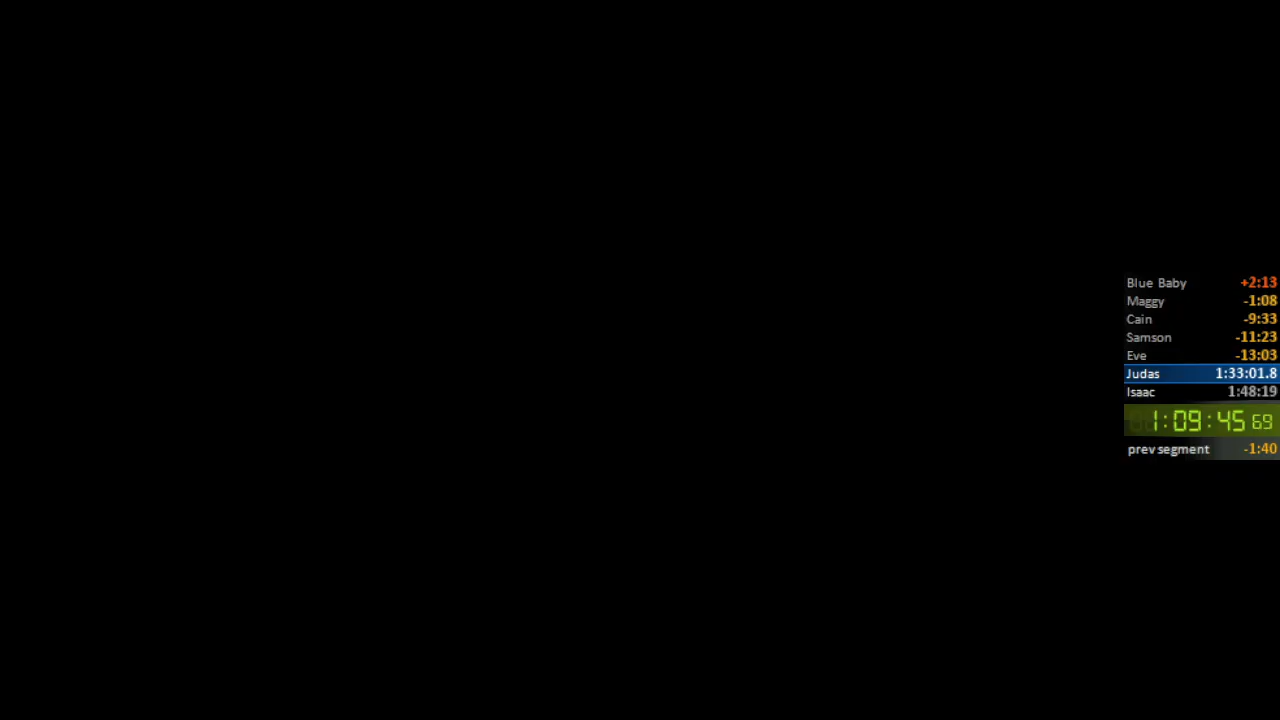 Blue Baby +2:13
Maggy -1:08
Cain -9:33
Samson -11:23
Eve -13:03
Judas 1:33:01.8
Isaac 1:48:19
1:09:45 69
prev segment -1:40